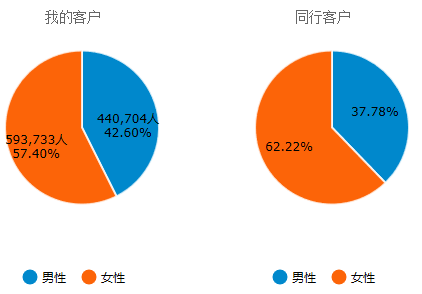 我的客户
同行客户
440,704人
42.60%
593,733人
57.40%
37.78%
62.22%
男性 女性
男性 女性